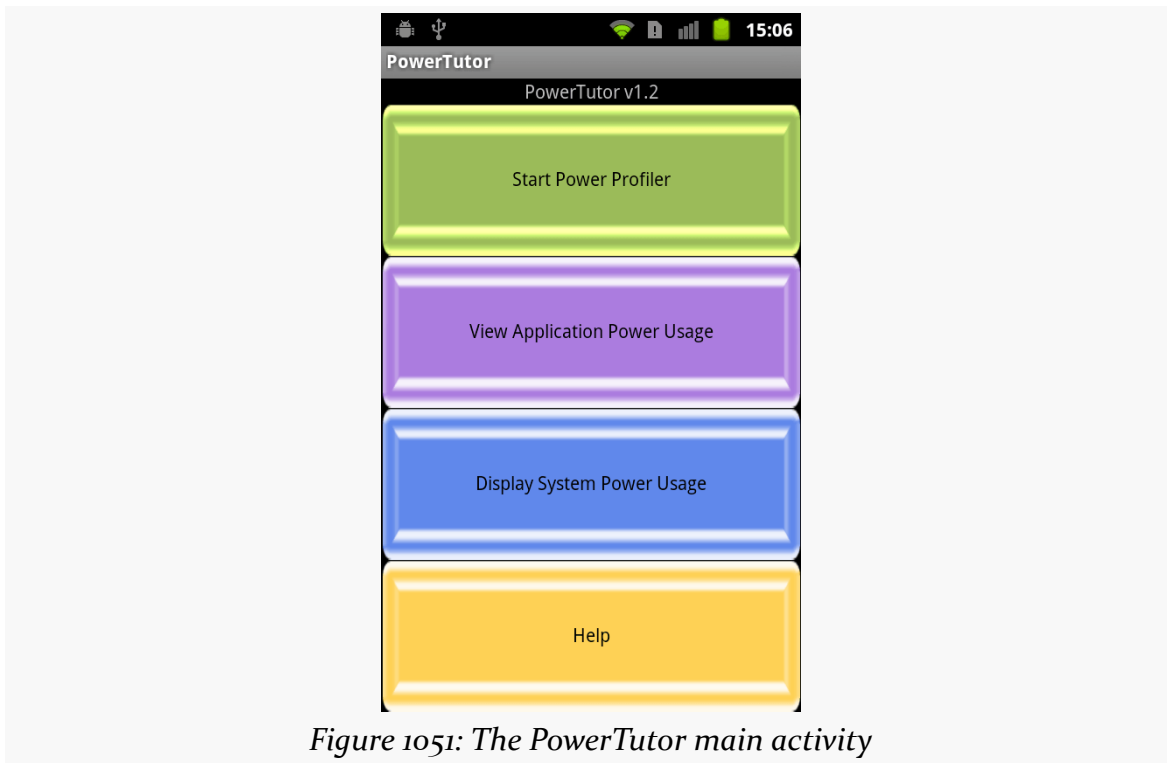 15:06
PowerTutor
PowerTutor v1.2
Start Power Profiler
View Application Power Usage
Display System Power Usage
Help
Figure 1051: The PowerTutor main activity